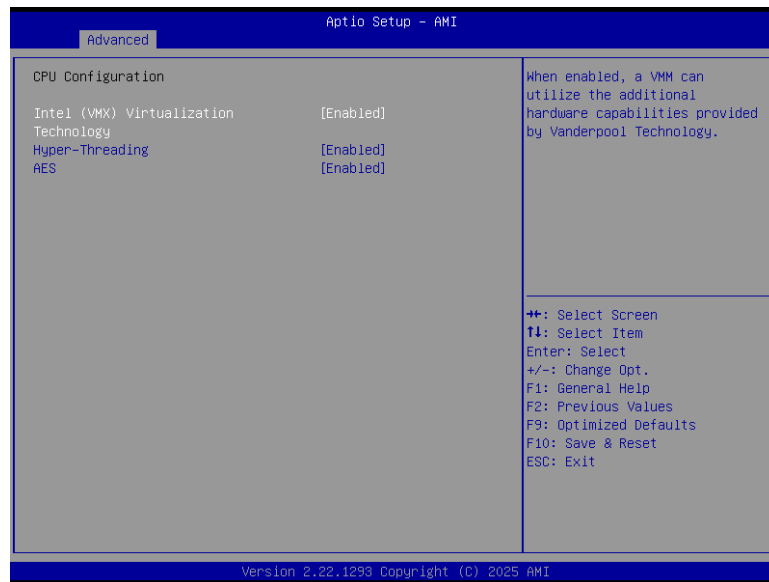 Aptio Setup – AMI
Advanced
CPU Configuration
Intel (VMX) Virtualization Technology [Enabled]
Hyper-Threading [Enabled]
AES [Enabled]
When enabled, a VMM can
utilize the additional
hardware capabilities provided
by Vanderpool Technology.
→←: Select Screen
↑↓: Select Item
Enter: Select
+/-: Change Opt.
F1: General Help
F2: Previous Values
F9: Optimized Defaults
F10: Save & Reset
ESC: Exit
Version 2.22.1293 Copyright (C) 2025 AMI